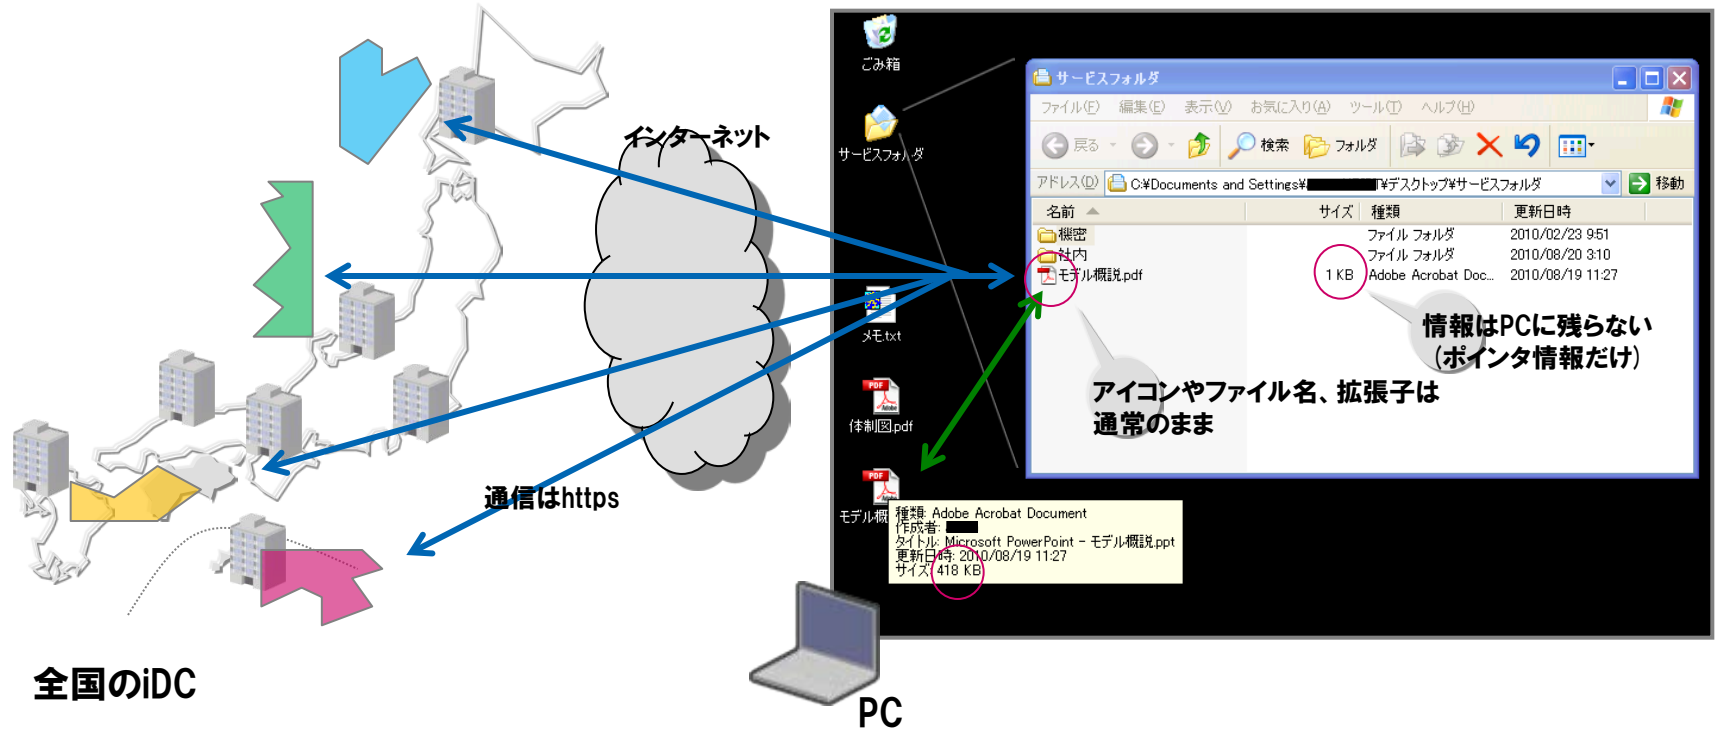 ごみ箱
サービスフォルダ
メモ.txt
体制図.pdf
モデル概
インターネット
通信はhttps
全国のiDC
PC
サービスフォルダ
ファイル(F) 編集(E) 表示(V) お気に入り(A) ツール(T) ヘルプ(H)
戻る 検索 フォルダ
アドレス(D) C:¥Documents and Settings¥ T¥デスクトップ¥サービスフォルダ 移動
名前 サイズ 種類 更新日時
機密 ファイル フォルダ 2010/02/23 9:51
社内 ファイル フォルダ 2010/08/20 3:10
モデル概説.pdf 1 KB Adobe Acrobat Doc... 2010/08/19 11:27
情報はPCに残らない
(ポインタ情報だけ)
アイコンやファイル名、拡張子は
通常のまま
種類: Adobe Acrobat Document
作成者:
タイトル: Microsoft PowerPoint - モデル概説.ppt
更新日時: 2010/08/19 11:27
サイズ: 418 KB